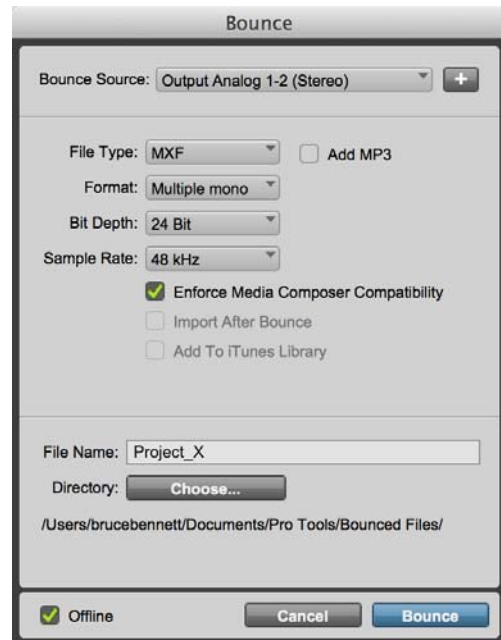 Bounce
Bounce Source: Output Analog 1-2 (Stereo) +
File Type: MXF Add MP3
Format: Multiple mono
Bit Depth: 24 Bit
Sample Rate: 48 kHz
Enforce Media Composer Compatibility
Import After Bounce
Add To iTunes Library
File Name: Project_X
Directory: Choose...
/Users/brucebennett/Documents/Pro Tools/Bounced Files/
Offline Cancel Bounce